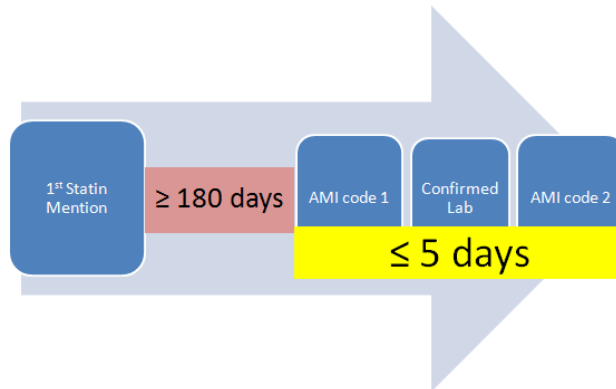 1st Statin
Mention
≥ 180 days
AMI code 1
Confirmed
Lab
AMI code 2
≤ 5 days